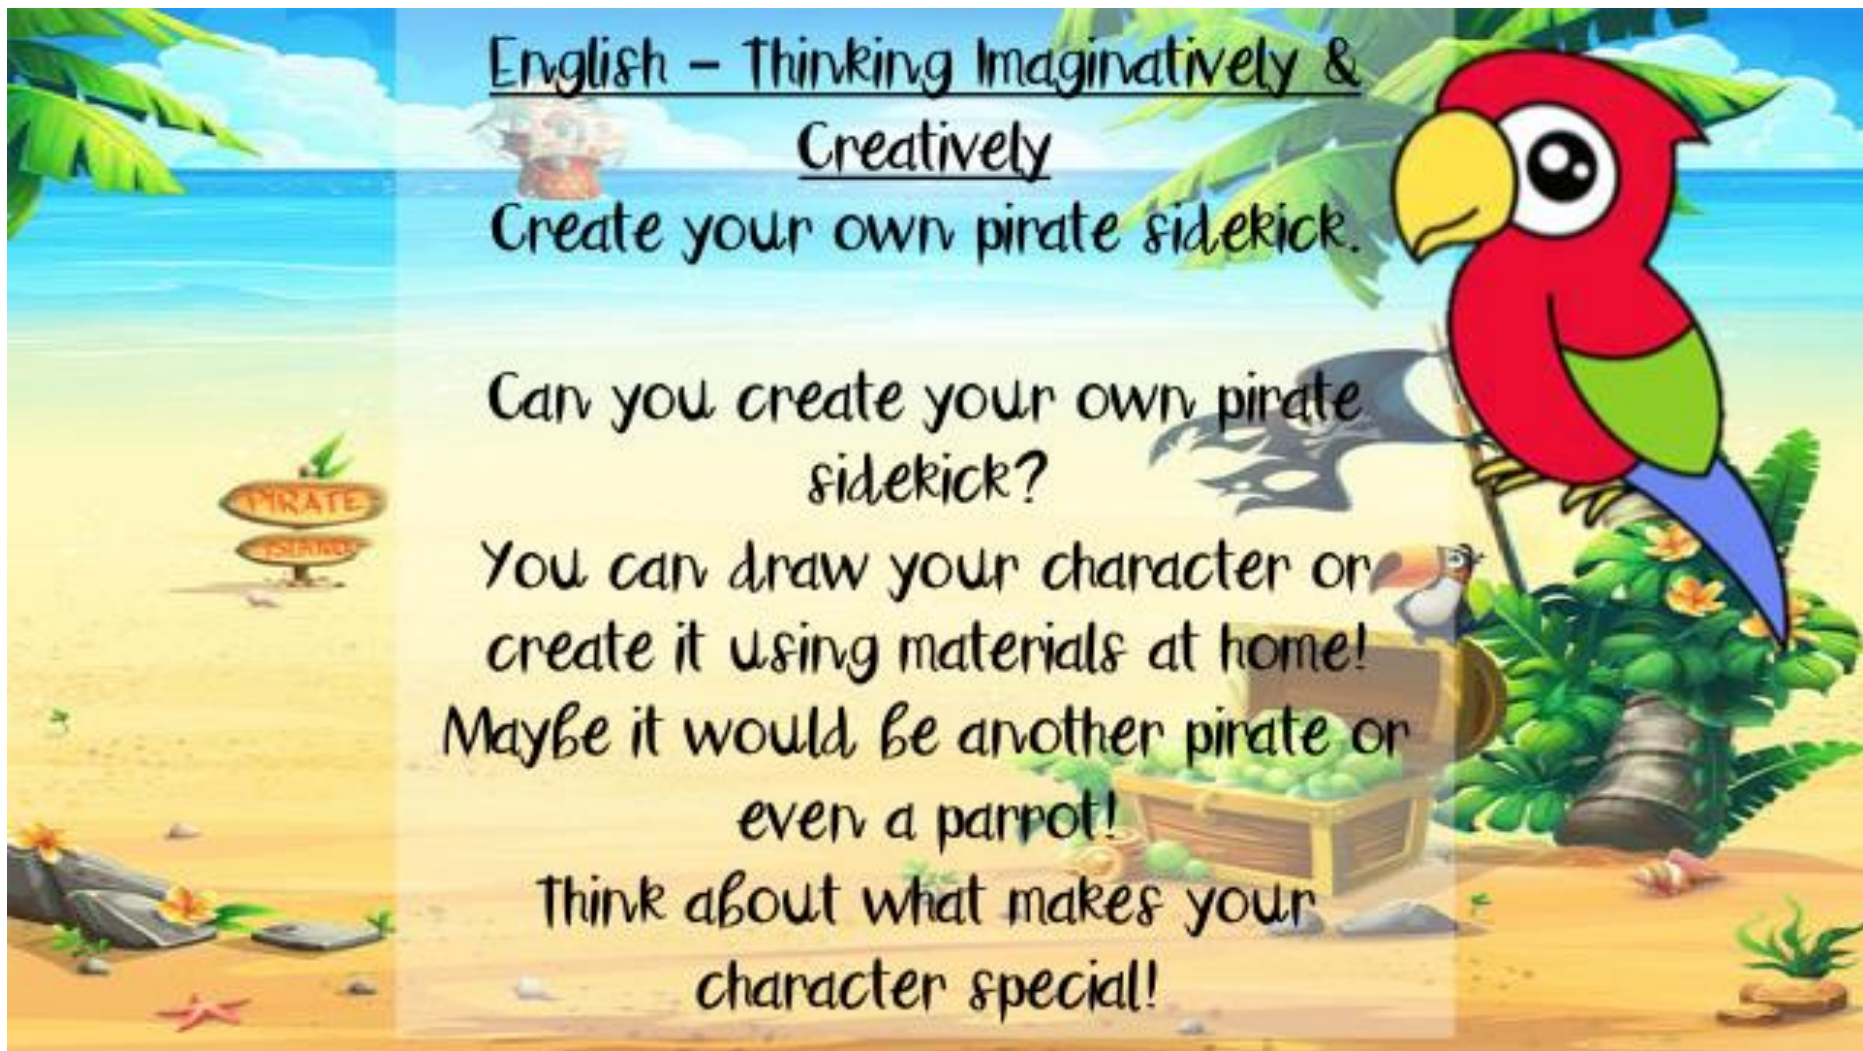 English – Thinking Imaginatively &
Creatively
Create your own pirate sidekick.
Can you create your own pirate
sidekick?
You can draw your character or
create it using materials at home!
Maybe it would be another pirate or
even a parrot!
Think about what makes your
character special!
PIRATE
ISLAND